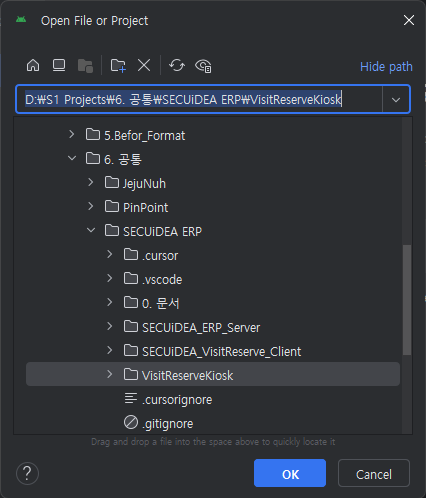 Open File or Project
Hide path
D:₩S1 Projects₩6. 공통₩SECUiDEA ERP₩VisitReserveKiosk
5.Befor_Format
6. 공통
JejuNuh
PinPoint
SECUiDEA ERP
.cursor
.vscode
0. 문서
SECUiDEA_ERP_Server
SECUiDEA_VisitReserve_Client
VisitReserveKiosk
.cursorignore
.gitignore
Drag and drop a file into the space above to quickly locate it
?
OK
Cancel